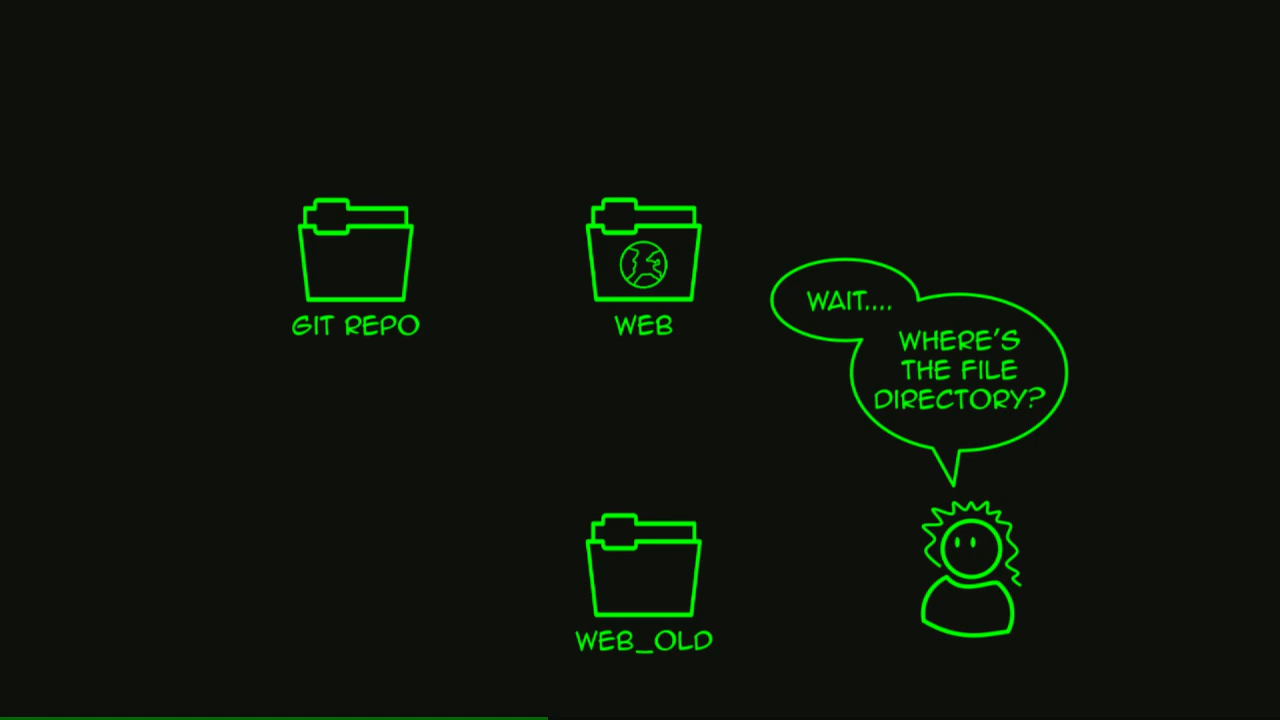 GIT REPO
WEB
WAIT....
WHERE'S
THE FILE
DIRECTORY?
WEB_OLD